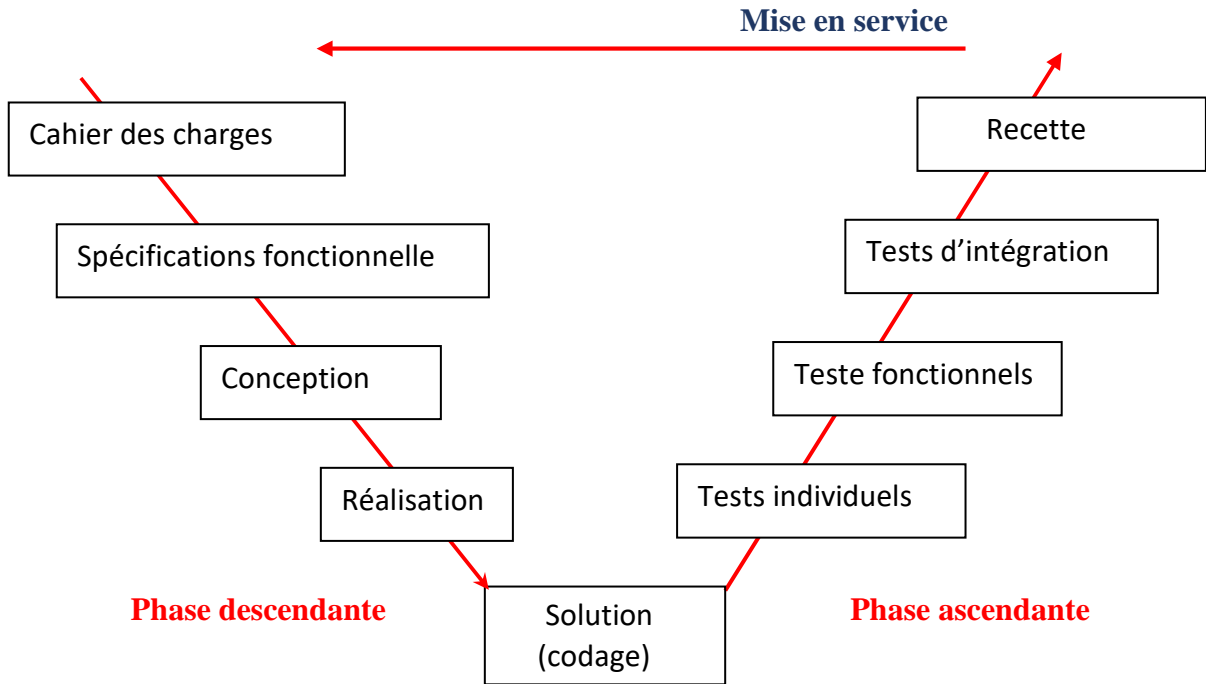 Mise en service
Cahier des charges
Recette
Spécifications fonctionnelle
Tests d’intégration
Conception
Teste fonctionnels
Réalisation
Tests individuels
Phase descendante
Solution
(codage)
Phase ascendante